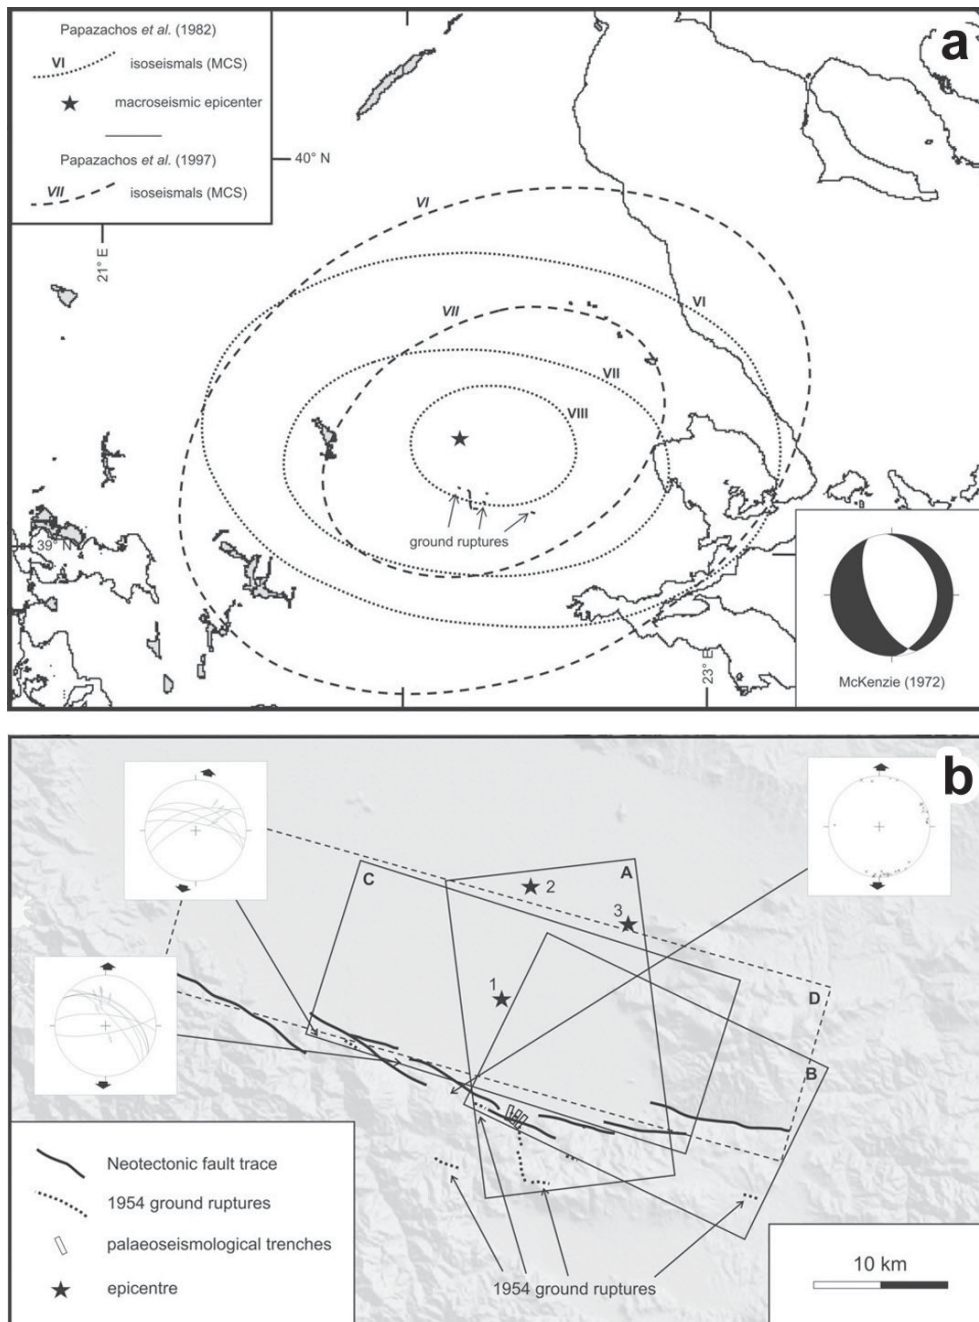 a
Papazachos et al. (1982)
VI isoseismals (MCS)
macroseismic epicenter
Papazachos et al. (1997)
VII isoseismals (MCS)
40° N
21° E
VI
VI
VII
VII
VIII
ground ruptures
39° N
23° E
McKenzie (1972)
b
C
A
2
3
1
D
B
Neotectonic fault trace
1954 ground ruptures
palaeoseismological trenches
epicentre
1954 ground ruptures
10 km